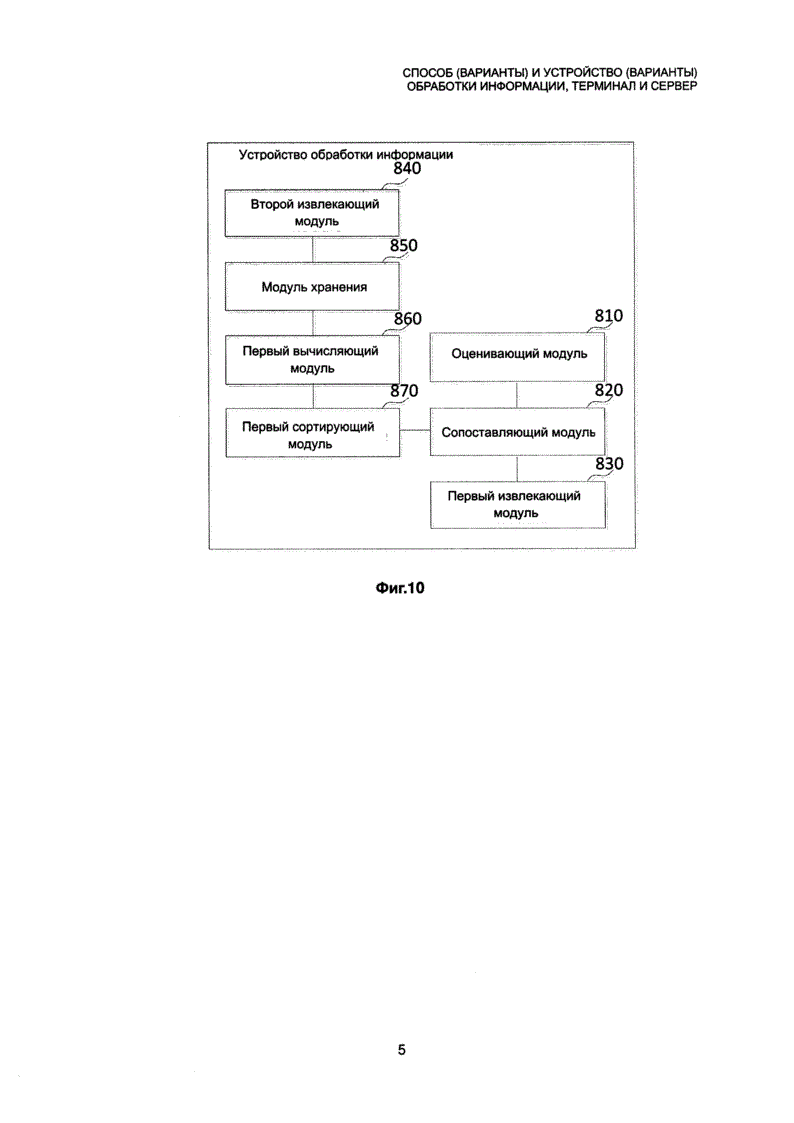 СПОСОБ (ВАРИАНТЫ) И УСТРОЙСТВО (ВАРИАНТЫ)
ОБРАБОТКИ ИНФОРМАЦИИ, ТЕРМИНАЛ И СЕРВЕР
Устройство обработки информации
840
Второй извлекающий
модуль
850
Модуль хранения
860
Первый вычисляющий
модуль
870
Первый сортирующий
модуль
810
Оценивающий модуль
820
Сопоставляющий модуль
830
Первый извлекающий
модуль
Фиг.10
5